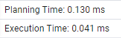 Planning Time: 0.130 ms
Execution Time: 0.041 ms